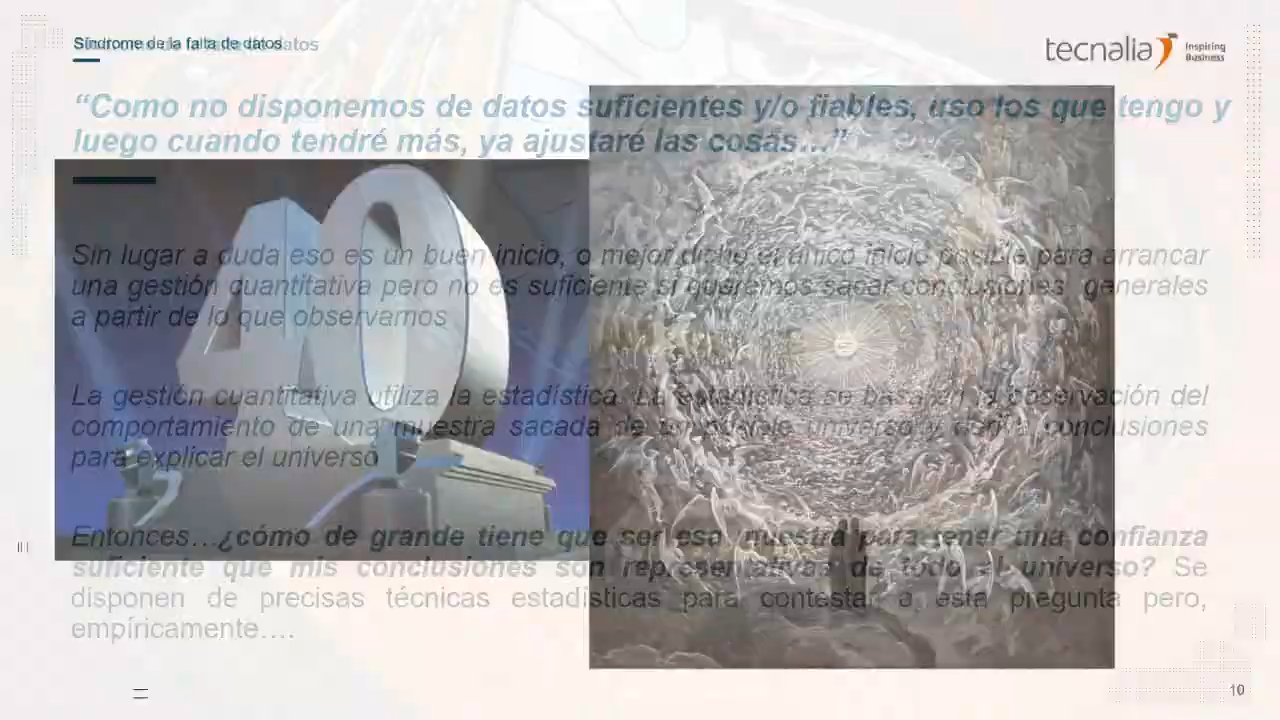 Síndrome de la falta de datos
tecnalia Inspiring
Business
“Como no disponemos de datos suficientes y/o fiables, uso los que tengo y
luego cuando tendré más, ya ajustaré las cosas…”
40
Sin lugar a duda eso es un buen inicio, o mejor dicho el único inicio posible para arrancar
una gestión cuantitativa pero no es suficiente si queremos sacar conclusiones generales
a partir de lo que observamos
La gestión cuantitativa utiliza la estadística. La estadística se basa en la observación del
comportamiento de una muestra sacada de un universo y conclusiones
para explicar el universo
Entonces…¿cómo de grande tiene que ser esa muestra para tener una confianza
suficiente que mis conclusiones son representativas de todo el universo? Se
disponen de precisas técnicas estadísticas para contestar a esta pregunta pero,
empíricamente….
10